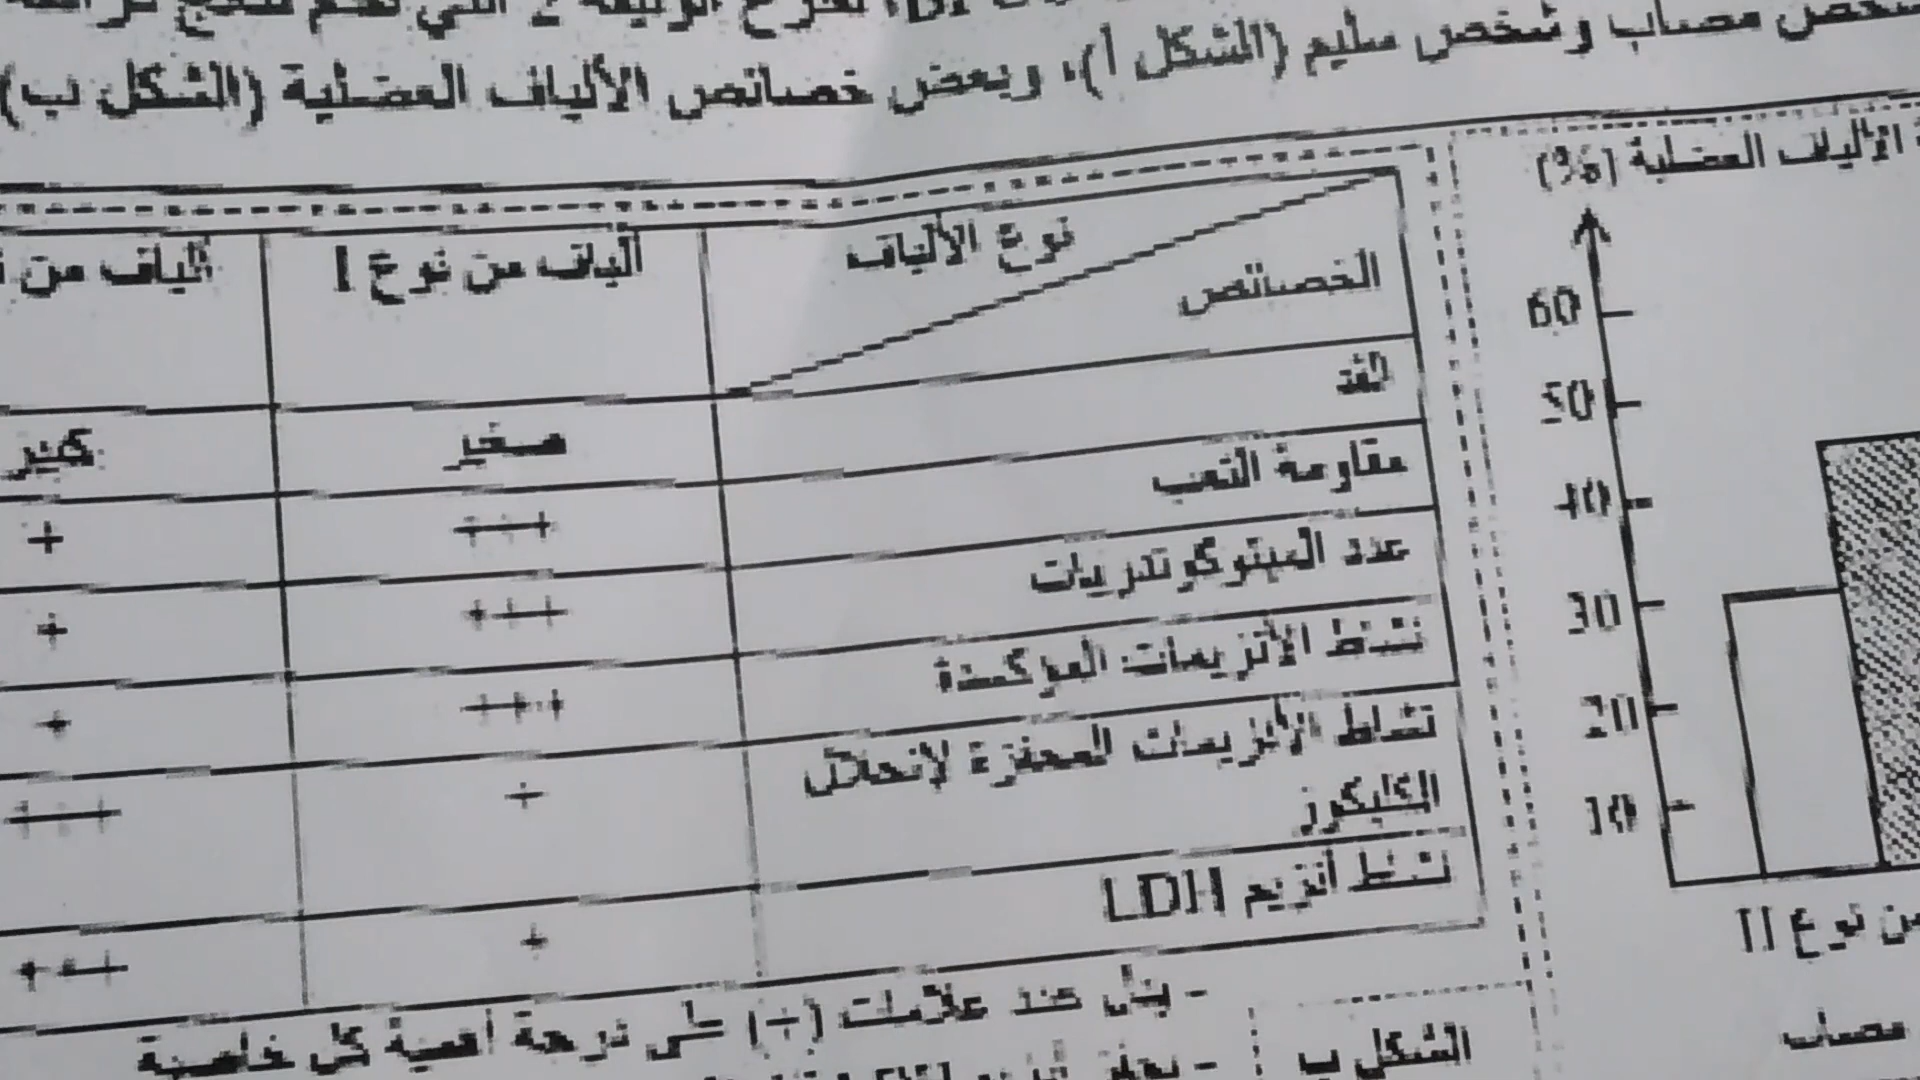 شخص مصاب وشخص سليم (الشكل أ)، وبعض خصائص الألياف العضلية (الشكل ب)
الألياف العضلية (%)
60
50
40
30
20
10
من نوع II
مصاب
نوع الألياف
الخصائص
ألياف من نوع I
ألياف من
القد
صغير
كبير
مقاومة التعب
+++
+
عدد الميتوكوندريات
+++
+
نشاط الأنزيمات المؤكسدة
+++
+
نشاط الأنزيمات المحفزة لانحلال
الكليكوز
+
+++
نشاط أنزيم LDH
+
+++
- يدل عدد علامات (+) على درجة أهمية كل خاصية
الشكل ب